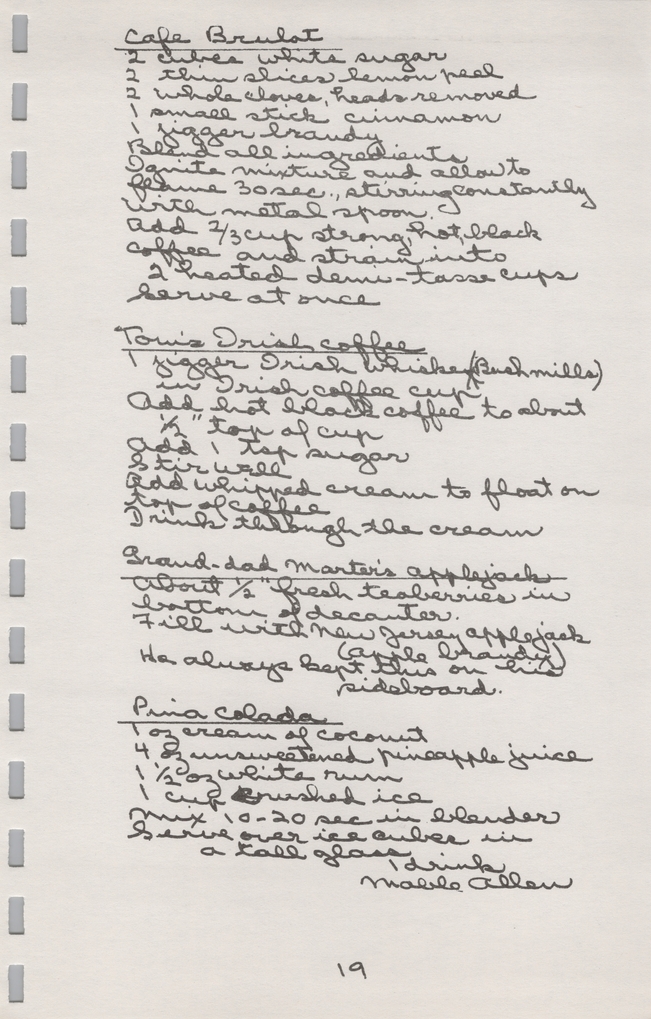 Cafe Brulot
2 cubes white sugar
2 thin slices lemon peel
2 whole cloves, heads removed
1 small stick cinnamon
1 jigger brandy
Blend all ingredients
Ignite mixture and allow to
flame 30 sec., stirring constantly
with metal spoon.
Add 2/3 cup strong, hot, black
coffee and strain into
2 heated demi-tasse cups
Serve at once
Tom's Irish coffee
1 jigger Irish Whiskey (Bushmills)
in Irish coffee cup
Add hot black coffee to about
1/2" top of cup
Add 1 tsp sugar
Stir well
Add whipped cream to float on
top of coffee
Drink through the cream
Grand-dad Marter's applejack
About 1/2" fresh teaberries in
bottom of decanter.
Fill with New Jersey applejack
(apple brandy)
He always kept this on his
sideboard.
Pina Colada
1 oz cream of coconut
4 oz unsweetened pineapple juice
1 1/2 oz white rum
1 cup crushed ice
Mix 10-20 sec in blender
Serve over ice cubes in
a tall glass
1 drink
Mable Allen
19